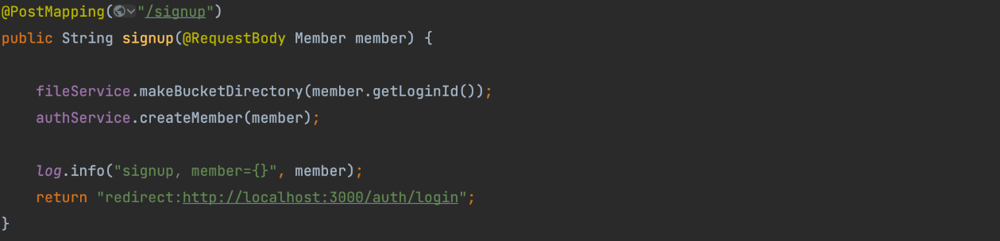 @PostMapping("/signup")
public String signup(@RequestBody Member member) {
fileService.makeBucketDirectory(member.getLoginId());
authService.createMember(member);
log.info("signup, member={}", member);
return "redirect:http://localhost:3000/auth/login";
}